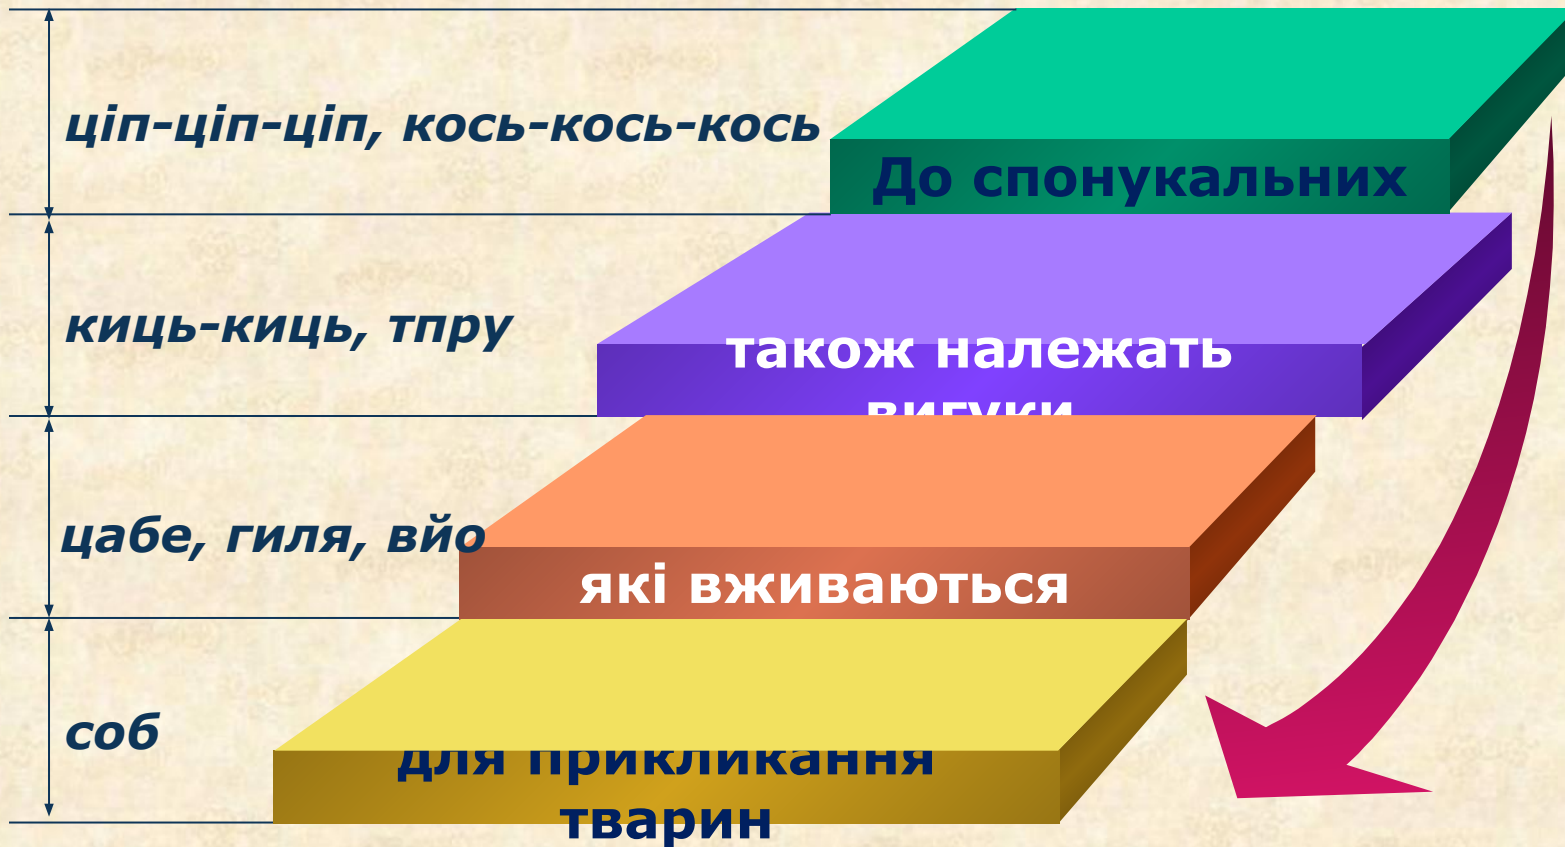 ціп-ціп-ціп, кось-кось-кось
До спонукальних
киць-киць, тпру
також належать
вигуки
цабе, гиля, вйо
які вживаються
соб
для прикликання
тварин